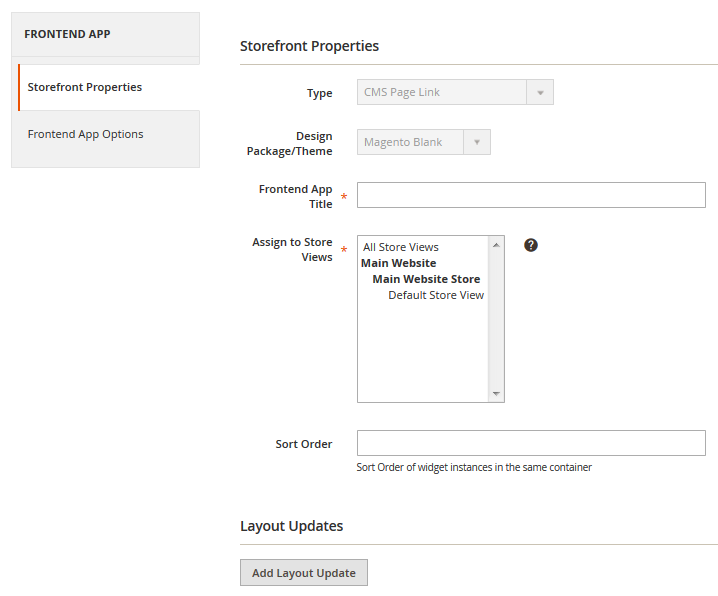 FRONTEND APP
Storefront Properties
Frontend App Options
Storefront Properties
Type
CMS Page Link
Design
Package/Theme
Magento Blank
Frontend App
Title
*
Assign to Store
Views
*
All Store Views
Main Website
Main Website Store
Default Store View
?
Sort Order
Sort Order of widget instances in the same container
Layout Updates
Add Layout Update